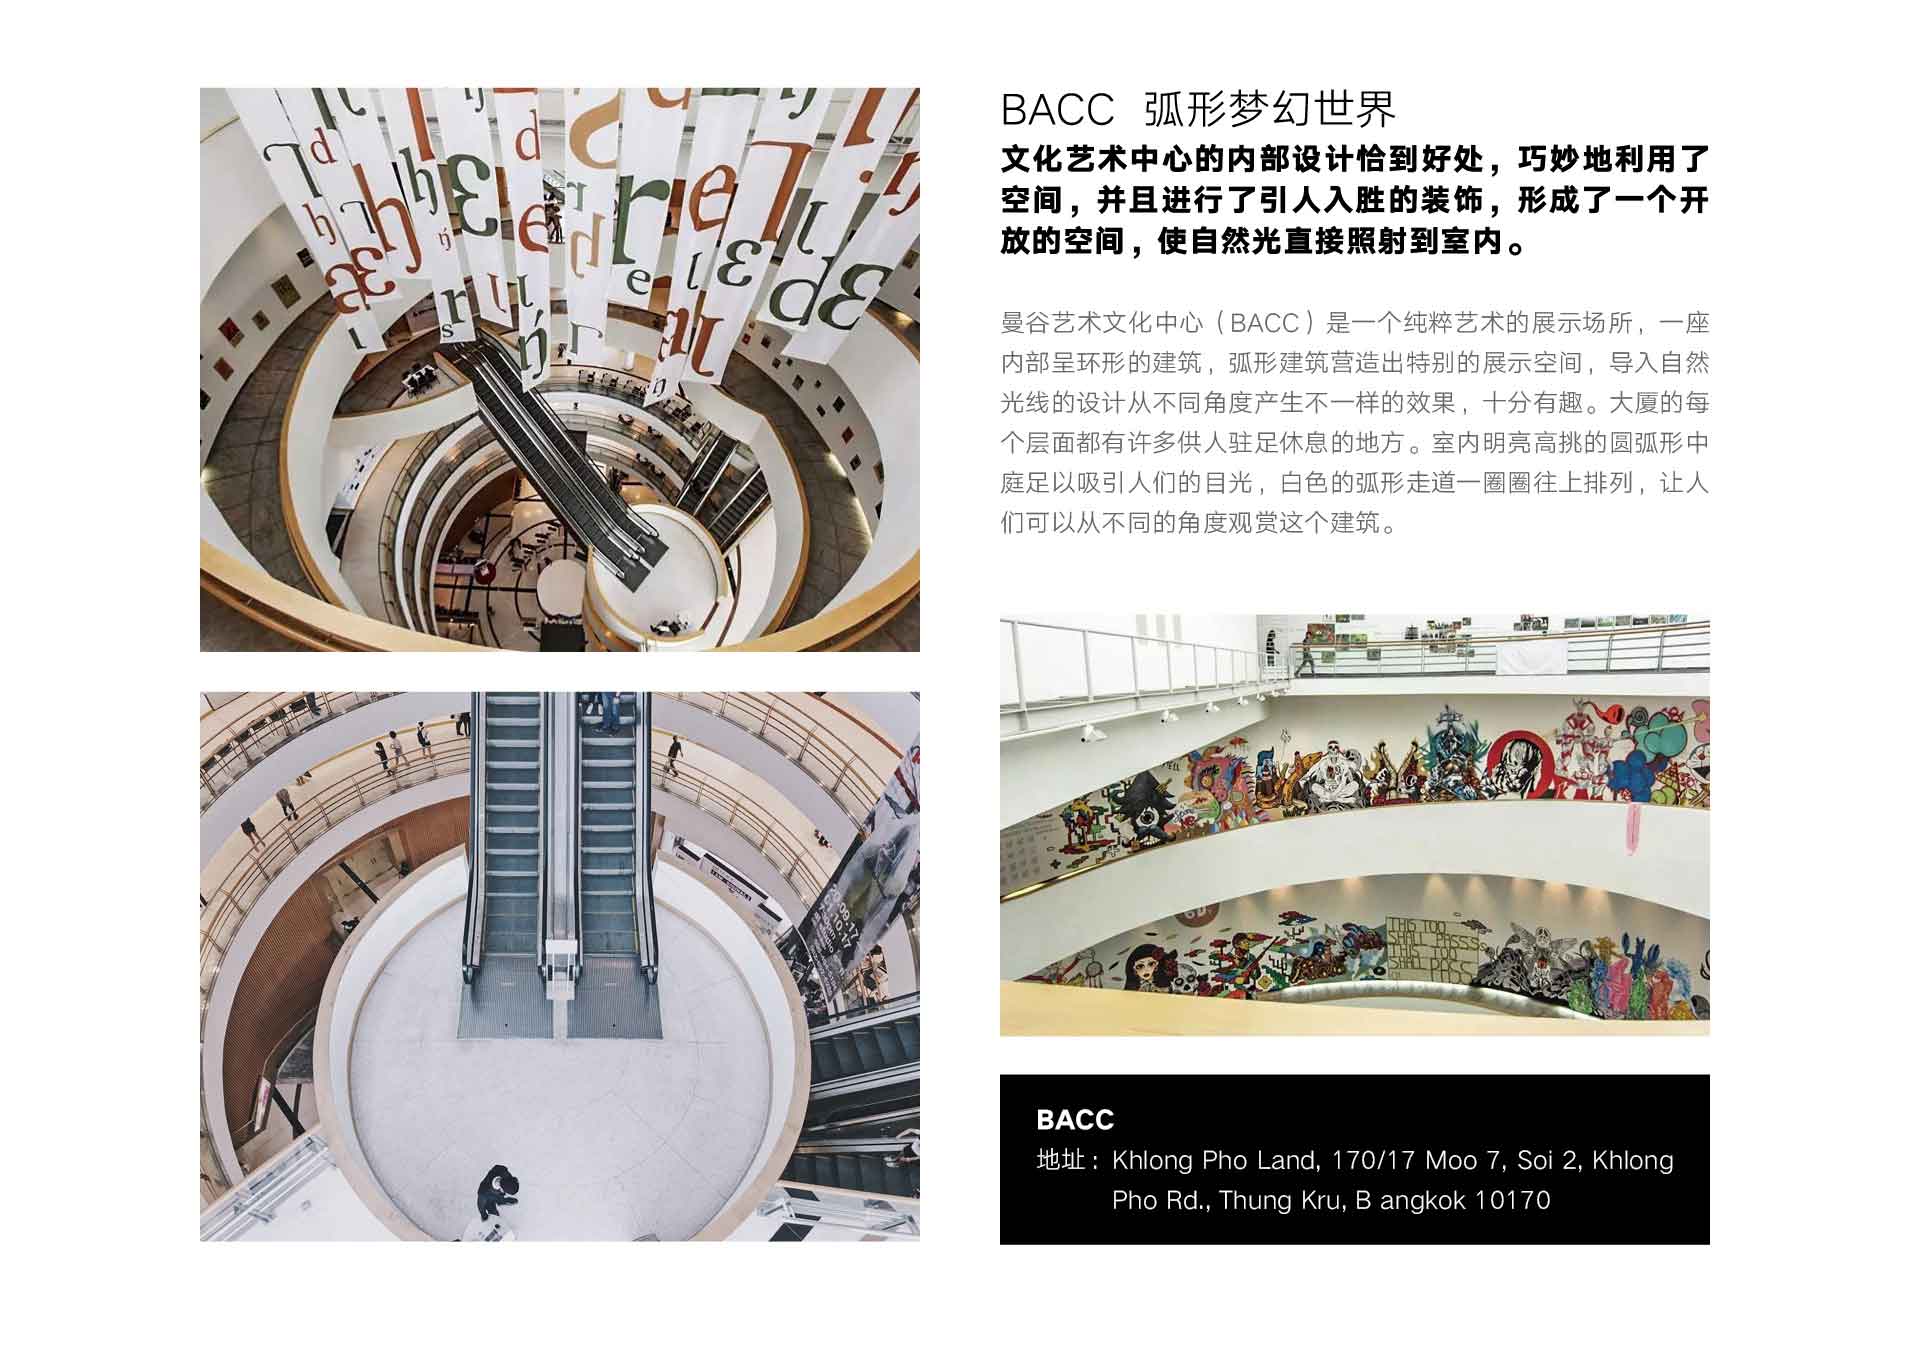 BACC 弧形梦幻世界
文化艺术中心的内部设计恰到好处，巧妙地利用了
空间，并且进行了引人入胜的装饰，形成了一个开
放的空间，使自然光直接照射到室内。
曼谷艺术文化中心（BACC）是一个纯粹艺术的展示场所，一座
内部呈环形的建筑，弧形建筑营造出特别的展示空间，导入自然
光线的设计从不同角度产生不一样的效果，十分有趣。大厦的每
个层面都有许多供人驻足休息的地方。室内明亮高挑的圆弧形中
庭足以吸引人们的目光，白色的弧形走道一圈圈往上排列，让人
们可以从不同的角度观赏这个建筑。
THIS TOO
SHALL PASSSS
THIS TOO
SHALL PASS
BACC
地址：Khlong Pho Land, 170/17 Moo 7, Soi 2, Khlong
Pho Rd., Thung Kru, B angkok 10170